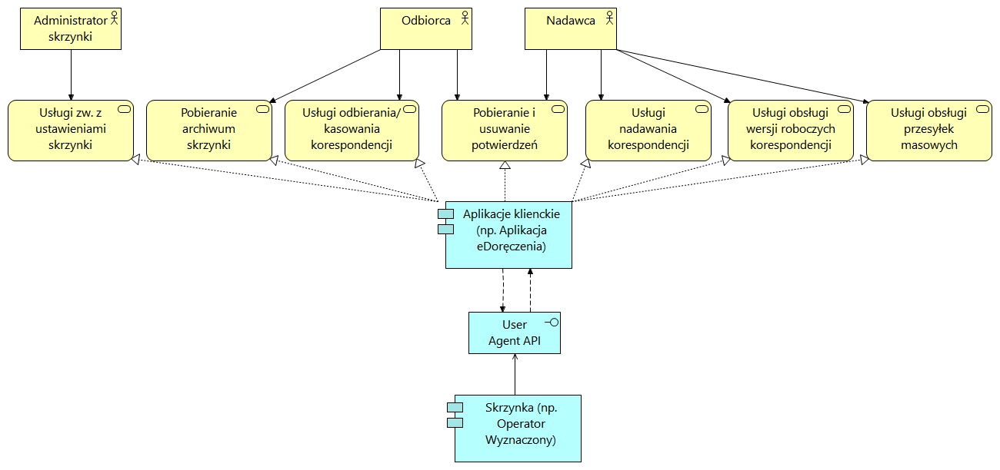 Administrator
skrzynki
Odbiorca
Nadawca
Usługi zw. z
ustawieniami
skrzynki
Pobieranie
archiwum
skrzynki
Usługi odbierania/
kasowania
korespondencji
Pobieranie i
usuwanie
potwierdzeń
Usługi
nadawania
korespondencji
Usługi obsługi
wersji roboczych
korespondencji
Usługi obsługi
przesyłek
masowych
Aplikacje klienckie
(np. Aplikacja
eDoręczenia)
User
Agent API
Skrzynka (np.
Operator
Wyznaczony)